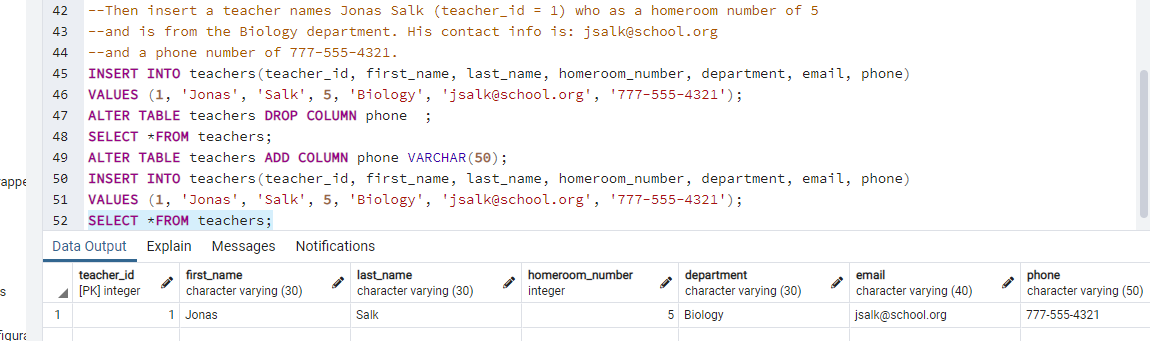 42 --Then insert a teacher names Jonas Salk (teacher_id = 1) who as a homeroom number of 5
43 --and is from the Biology department. His contact info is: jsalk@school.org
44 --and a phone number of 777-555-4321.
45 INSERT INTO teachers(teacher_id, first_name, last_name, homeroom_number, department, email, phone)
46 VALUES (1, 'Jonas', 'Salk', 5, 'Biology', 'jsalk@school.org', '777-555-4321');
47 ALTER TABLE teachers DROP COLUMN phone  ;
48 SELECT *FROM teachers;
49 ALTER TABLE teachers ADD COLUMN phone VARCHAR(50);
50 INSERT INTO teachers(teacher_id, first_name, last_name, homeroom_number, department, email, phone)
51 VALUES (1, 'Jonas', 'Salk', 5, 'Biology', 'jsalk@school.org', '777-555-4321');
52 SELECT *FROM teachers;
Data Output Explain Messages Notifications
teacher_id first_name last_name homeroom_number department email phone
[PK] integer character varying (30) character varying (30) integer character varying (30) character varying (40) character varying (50)
1 1 Jonas Salk 5 Biology jsalk@school.org 777-555-4321